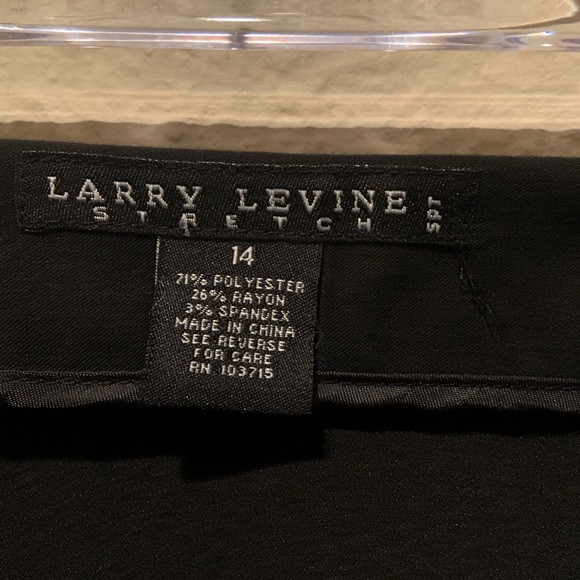 LARRY LEVINE
STRETCH
SPT
14
71% POLYESTER
26% RAYON
3% SPANDEX
MADE IN CHINA
SEE REVERSE
FOR CARE
RN 103715